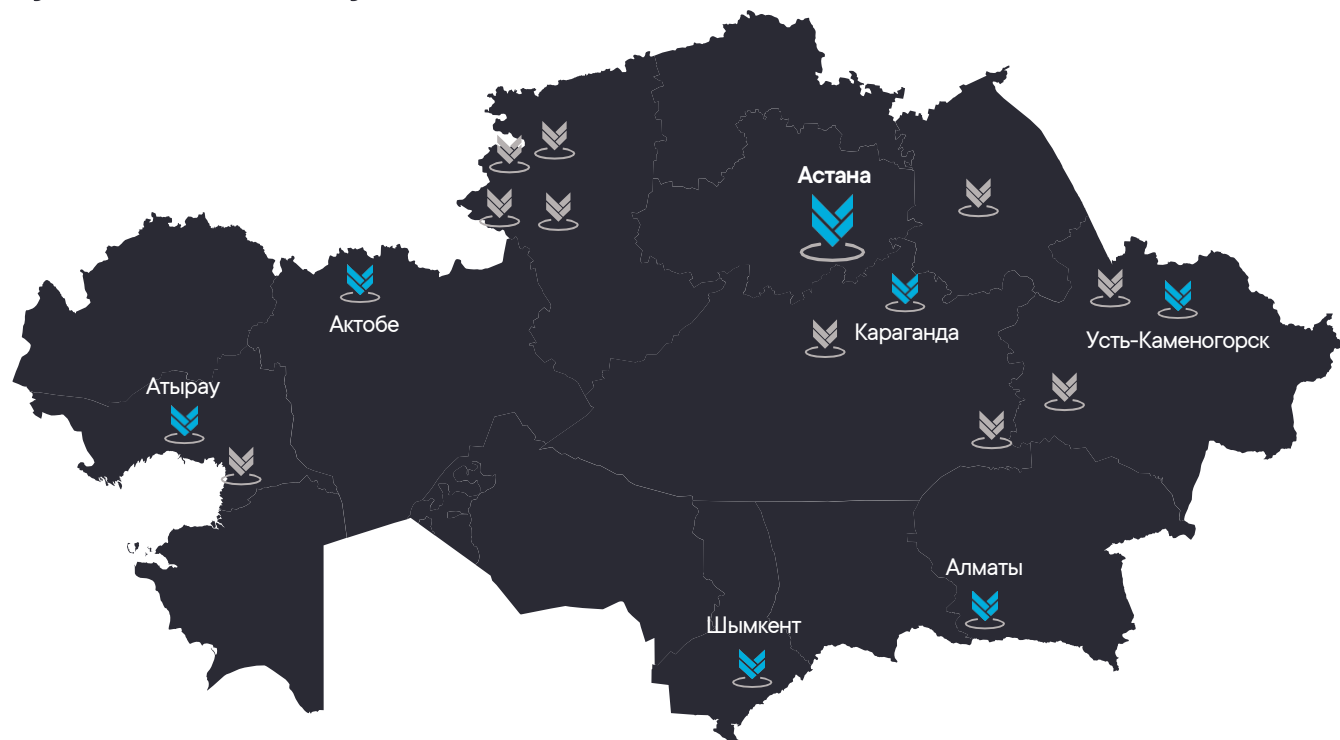 Астана
Актобе
Караганда
Усть-Каменогорск
Атырау
Алматы
Шымкент